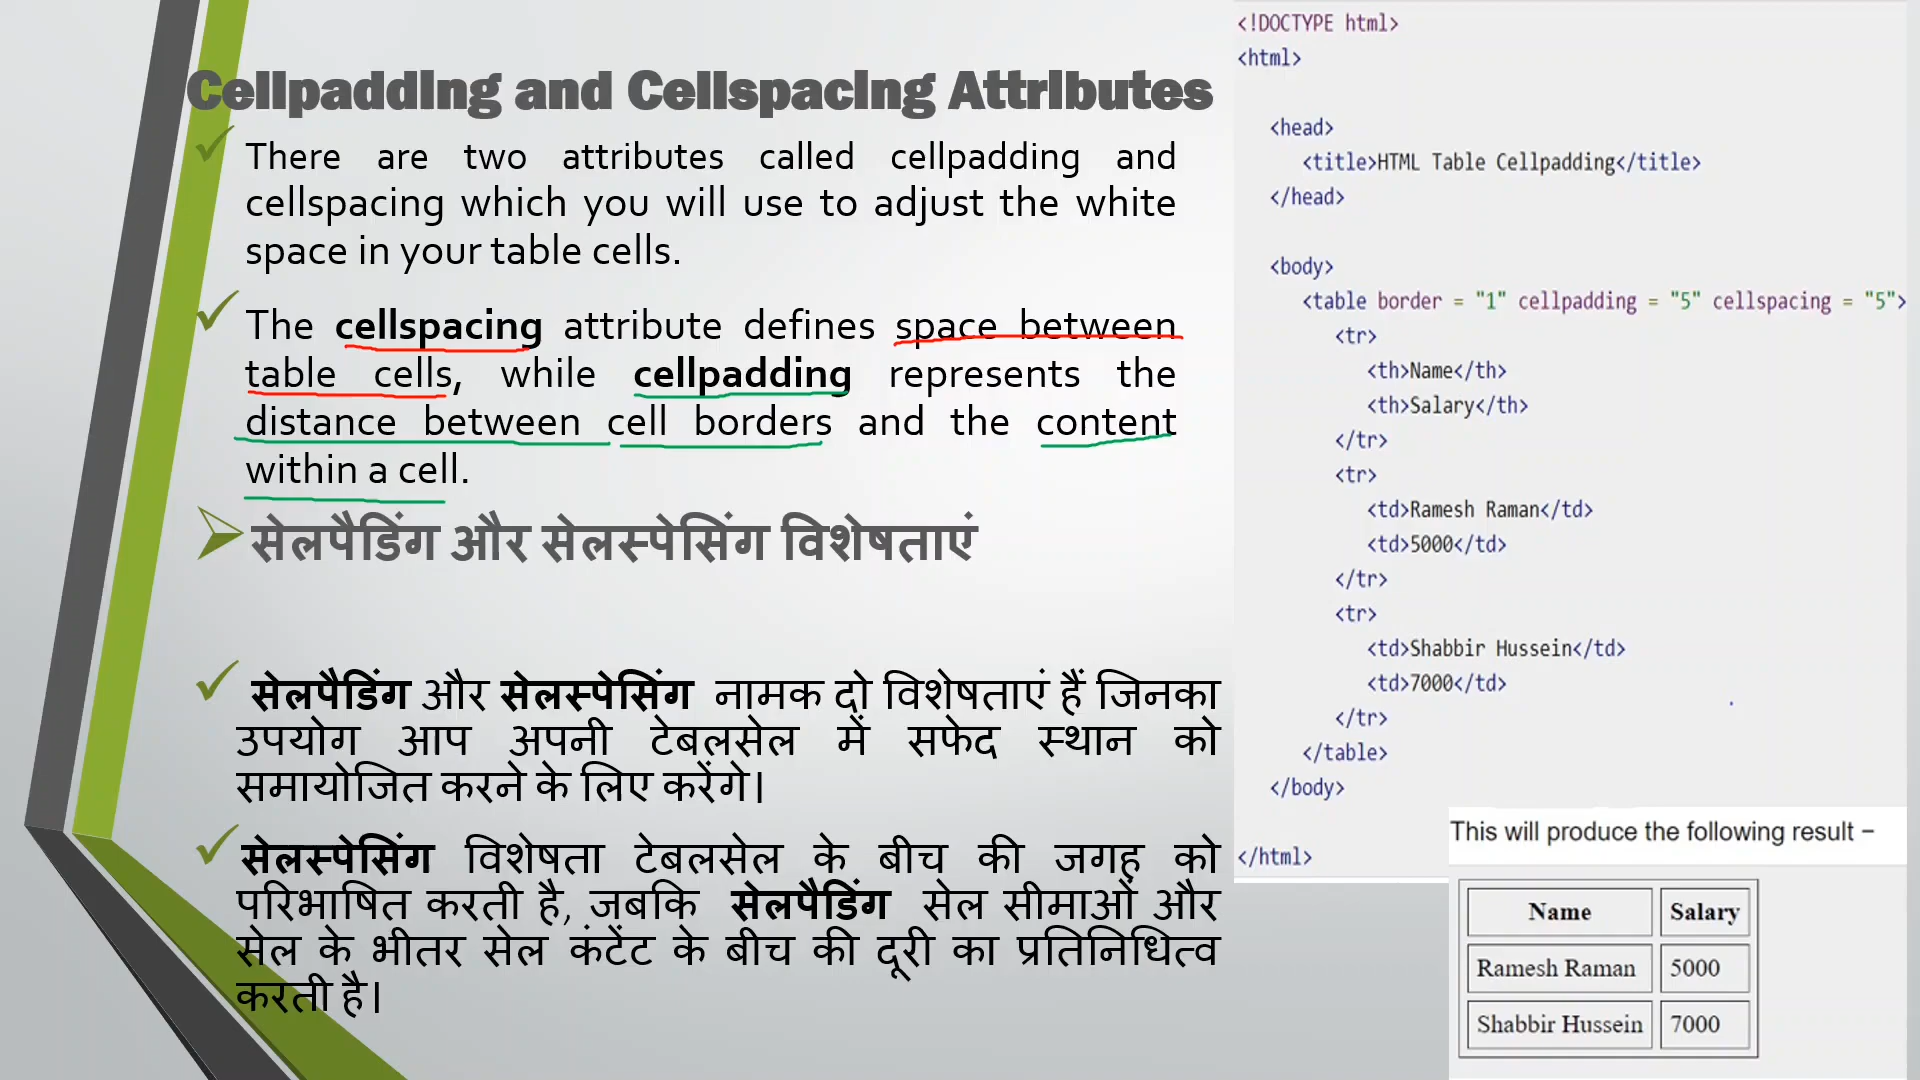 Cellpadding and Cellspacing Attributes
There are two attributes called cellpadding and
cellspacing which you will use to adjust the white
space in your table cells.
The cellspacing attribute defines space between
table cells, while cellpadding represents the
distance between cell borders and the content
within a cell.
सेलपैडिंग और सेलस्पेसिंग विशेषताएं
सेलपैडिंग और सेलस्पेसिंग नामक दो विशेषताएं हैं जिनका
उपयोग आप अपनी टेबलसेल में सफेद स्थान को
समायोजित करने के लिए करेंगे।
सेलस्पेसिंग विशेषता टेबलसेल के बीच की जगह को
परिभाषित करती है, जबकि सेलपैडिंग सेल सीमाओं और
सेल के भीतर सेल कंटेंट के बीच की दूरी का प्रतिनिधित्व
करती है।
<!DOCTYPE html>
<html>
<head>
<title>HTML Table Cellpadding</title>
</head>
<body>
<table border = "1" cellpadding = "5" cellspacing = "5">
<tr>
<th>Name</th>
<th>Salary</th>
</tr>
<tr>
<td>Ramesh Raman</td>
<td>5000</td>
</tr>
<tr>
<td>Shabbir Hussein</td>
<td>7000</td>
</tr>
</table>
</body>
</html>
This will produce the following result −
Name Salary
Ramesh Raman 5000
Shabbir Hussein 7000